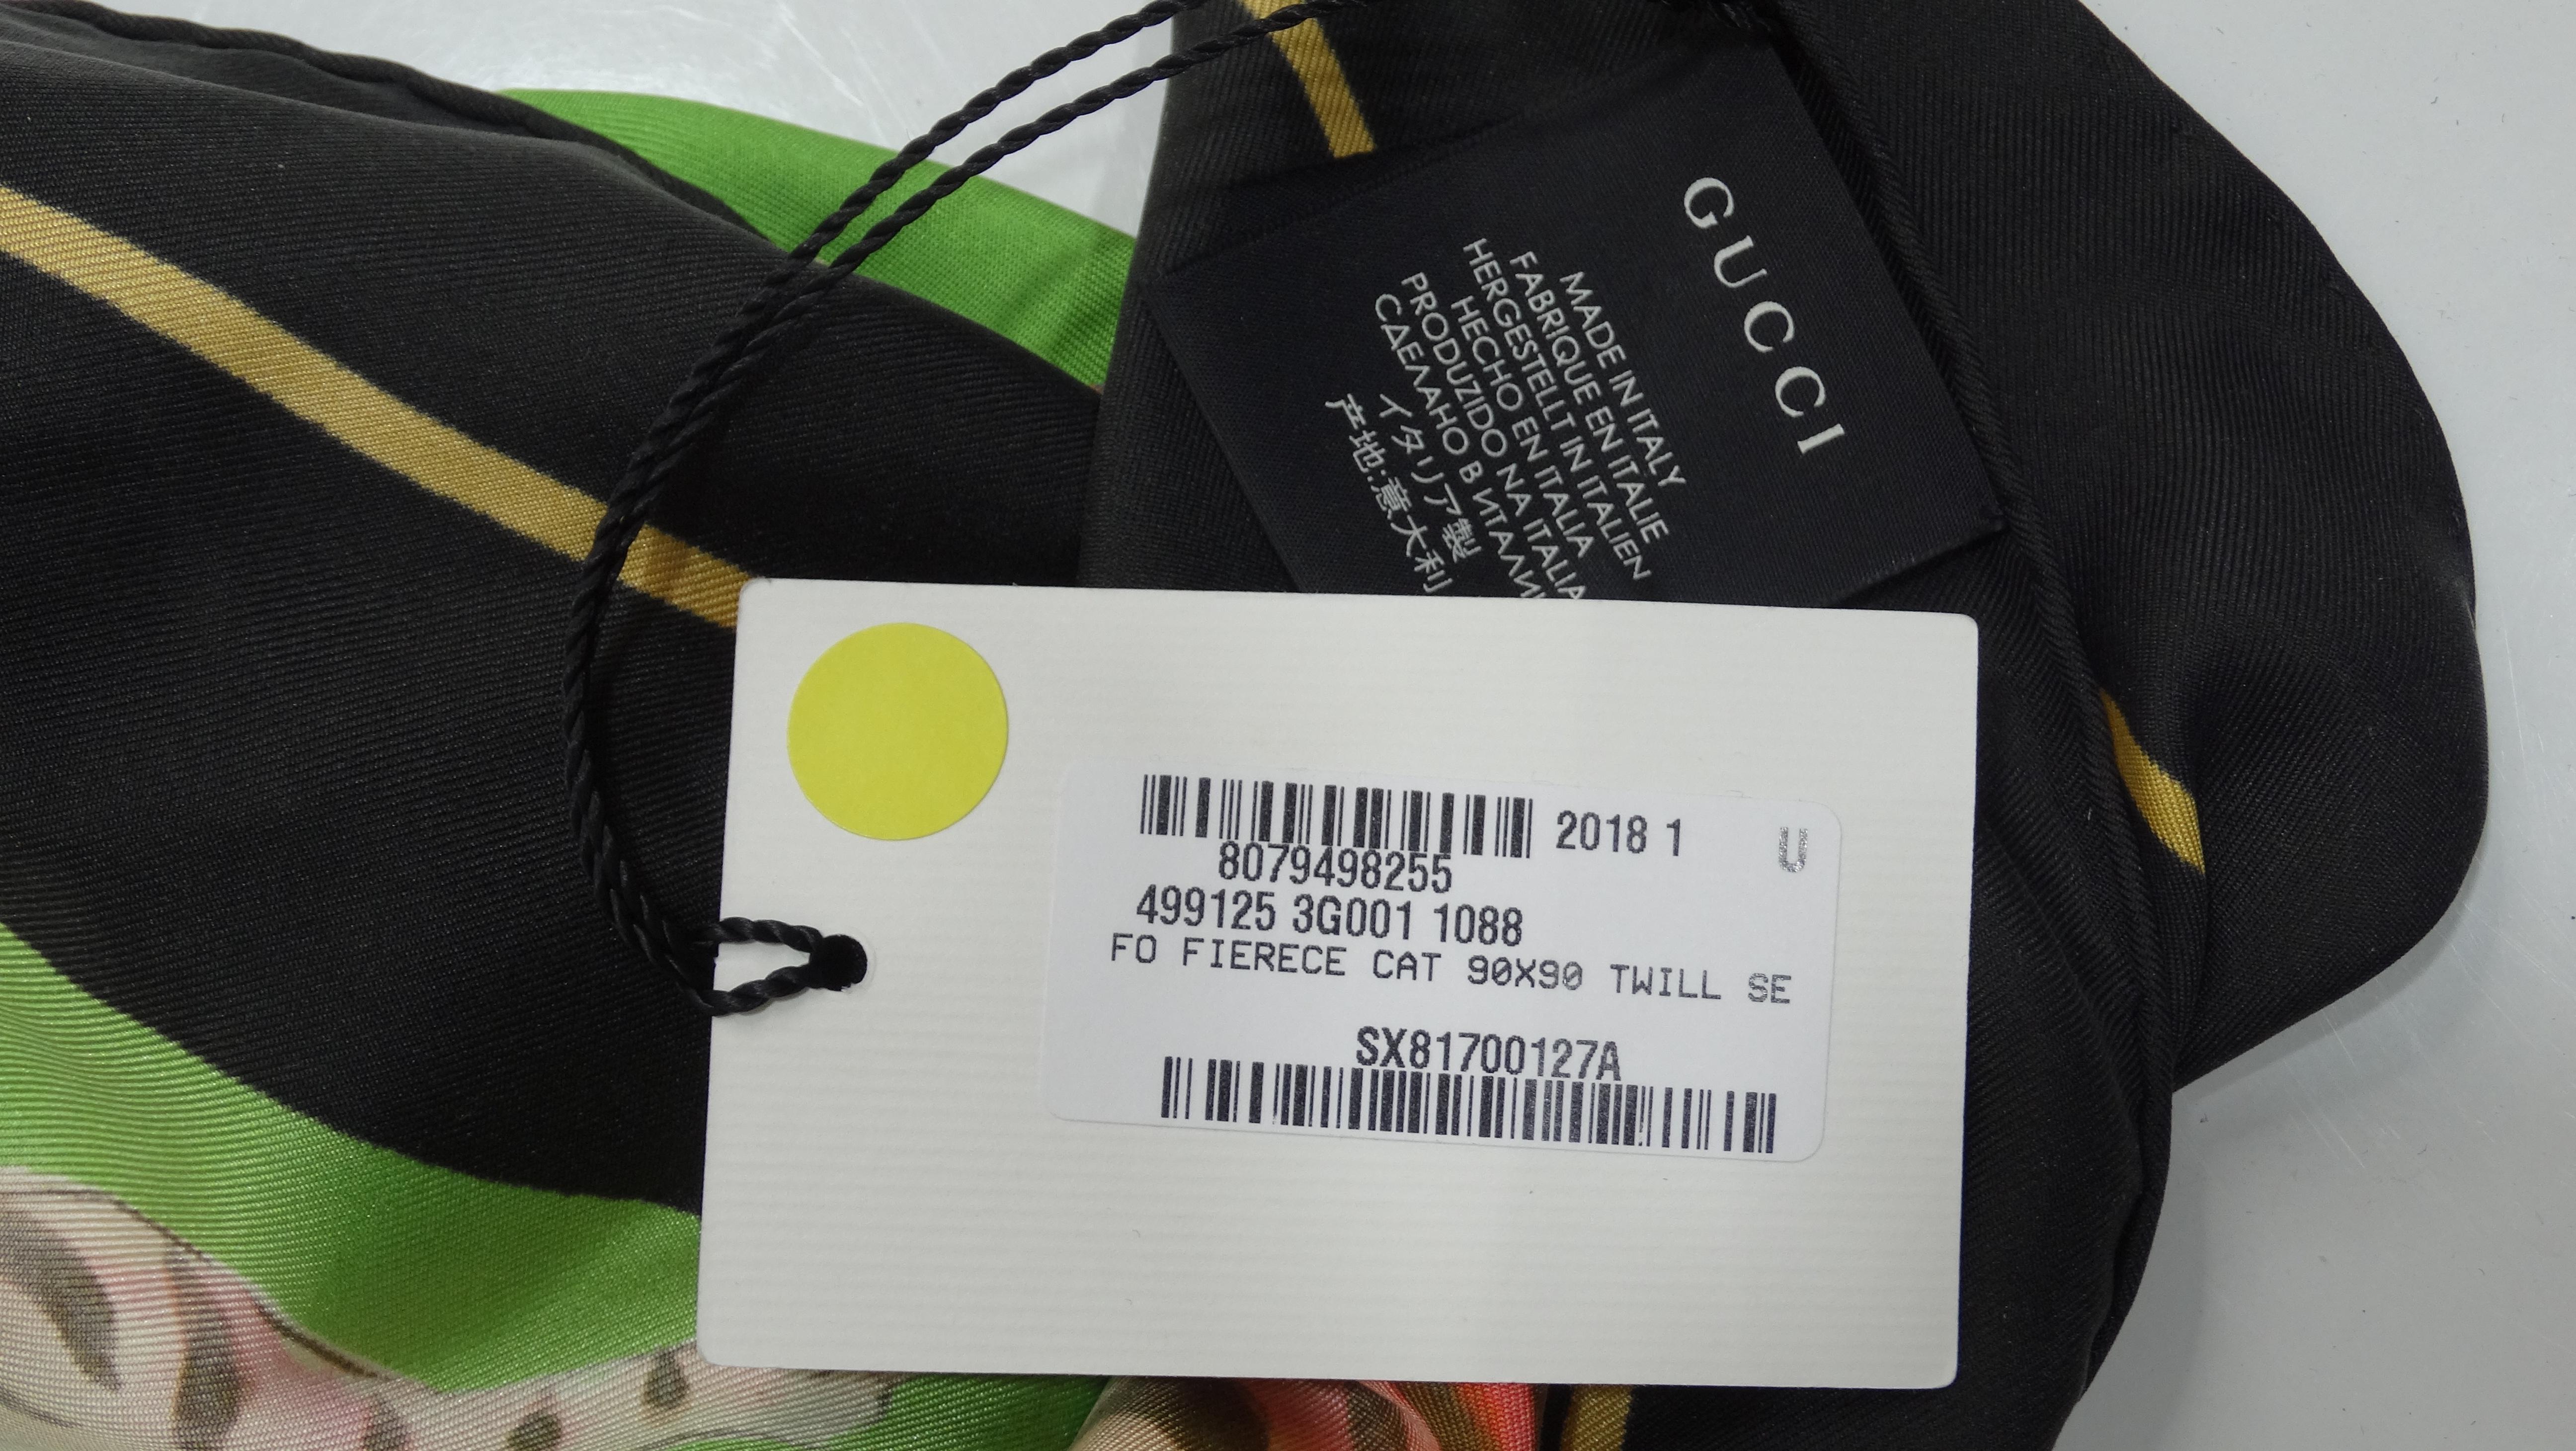 GUCCI
MADE IN ITALY
FABRIQUE EN ITALIE
HERGESTELLT IN ITALIEN
HECHO EN ITALIA
PRODUZIDO NA ITALIA
СДЕЛАНО В ИТАЛИИ
イタリア製
产地:意大利
2018 1 U
8079498255
499125 3G001 1088
FO FIERECE CAT 90X90 TWILL SE
SX81700127A